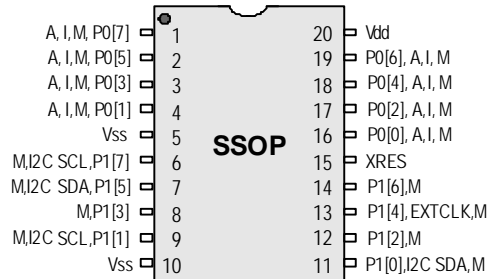 A, I, M, P0[7] 1 20 Vdd
A, I, M, P0[5] 2 19 P0[6], A, I, M
A, I, M, P0[3] 3 18 P0[4], A, I, M
A, I, M, P0[1] 4 17 P0[2], A, I, M
Vss 5 SSOP 16 P0[0], A, I, M
M,I2C SCL,P1[7] 6 15 XRES
M,I2C SDA,P1[5] 7 14 P1[6],M
M,P1[3] 8 13 P1[4],EXTCLK,M
M,I2C SCL,P1[1] 9 12 P1[2],M
Vss 10 11 P1[0],I2C SDA,M